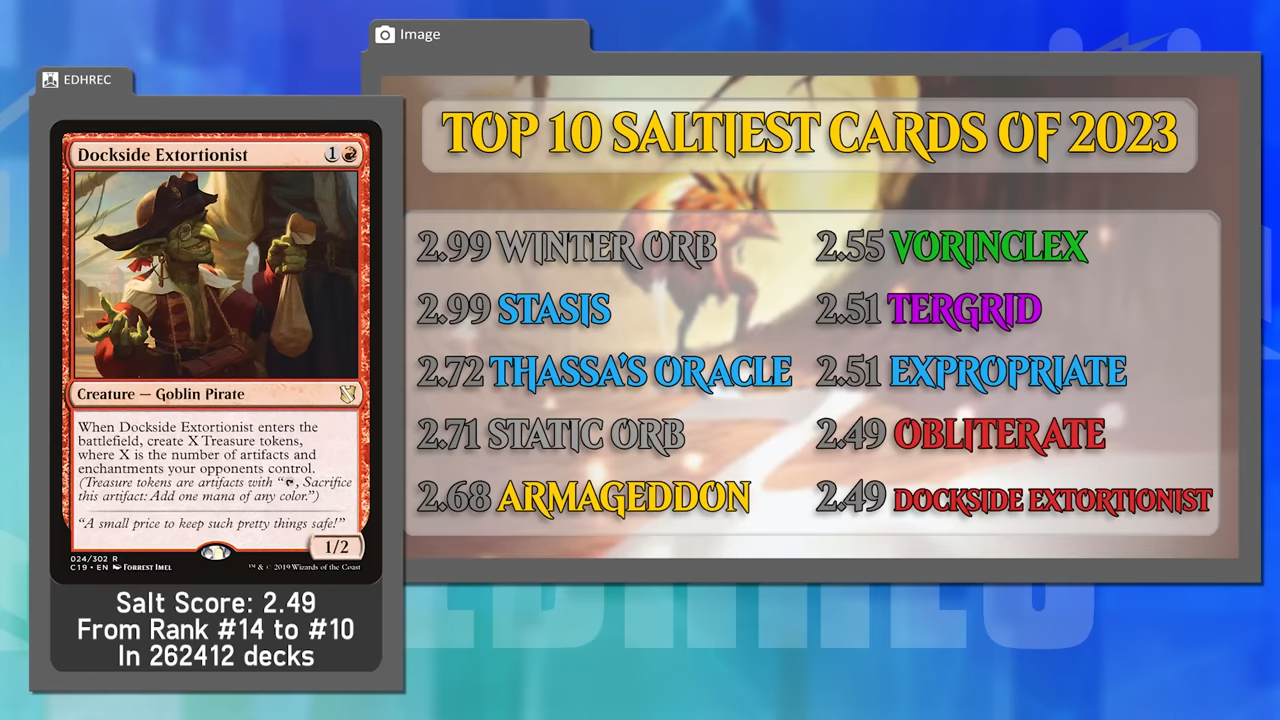 Image
EDHREC
Dockside Extortionist 1
Creature — Goblin Pirate
When Dockside Extortionist enters the
battlefield, create X Treasure tokens,
where X is the number of artifacts and
enchantments your opponents control.
(Treasure tokens are artifacts with “, Sacrifice
this artifact: Add one mana of any color.”)
“A small price to keep such pretty things safe!”
1/2
024/302 R
C19 • EN FORREST IMEL
™ & © 2019 Wizards of the Coast
Salt Score: 2.49
From Rank #14 to #10
In 262412 decks
TOP 10 SALTIEST CARDS OF 2023
2.99 WINTER ORB
2.99 STASIS
2.72 THASSA'S ORACLE
2.71 STATIC ORB
2.68 ARMAGEDDON
2.55 VORINCLEX
2.51 TERGRID
2.51 EXPROPRIATE
2.49 OBLITERATE
2.49 DOCKSIDE EXTORTIONIST
EDHREC